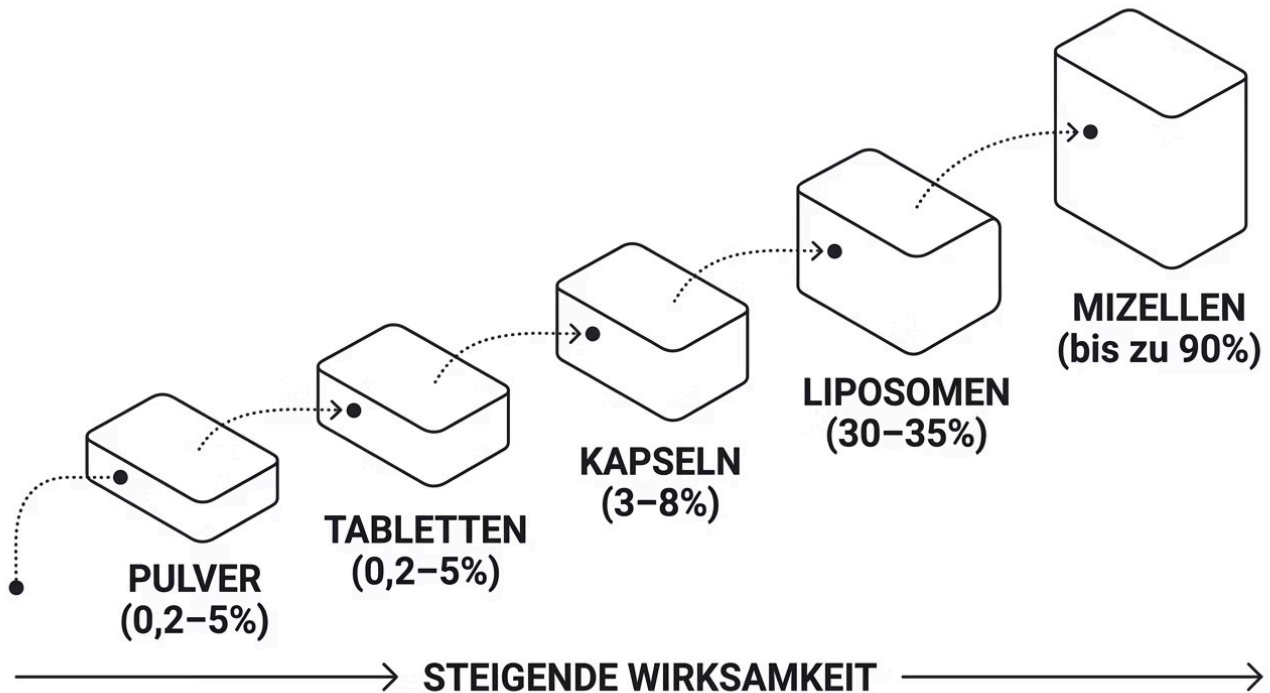 PULVER
(0,2–5%)
TABLETTEN
(0,2–5%)
KAPSELN
(3–8%)
LIPOSOMEN
(30–35%)
MIZELLEN
(bis zu 90%)
STEIGENDE WIRKSAMKEIT